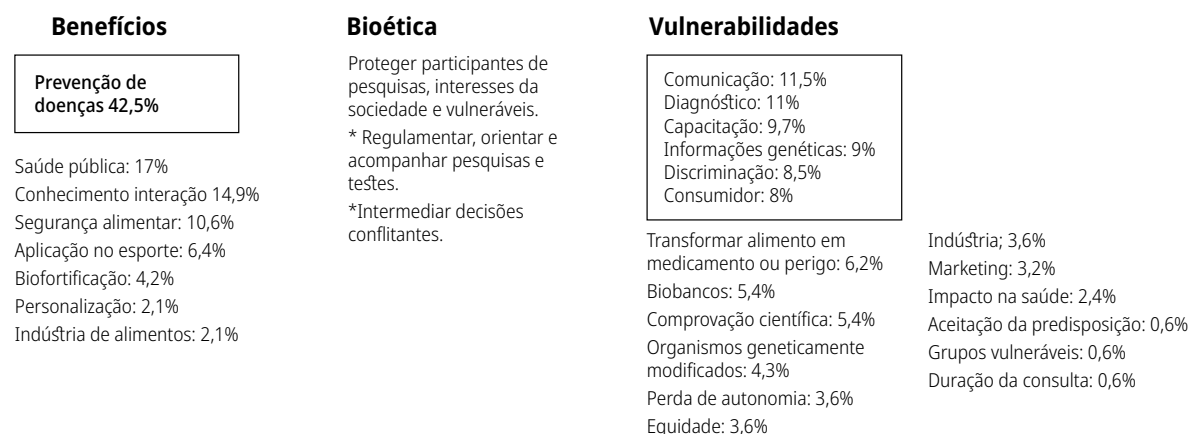 Benefícios
Prevenção de
doenças 42,5%
Saúde pública: 17%
Conhecimento interação 14,9%
Segurança alimentar: 10,6%
Aplicação no esporte: 6,4%
Biofortificação: 4,2%
Personalização: 2,1%
Indústria de alimentos: 2,1%
Bioética
Proteger participantes de
pesquisas, interesses da
sociedade e vulneráveis.
* Regulamentar, orientar e
acompanhar pesquisas e
testes.
*Intermediar decisões
conflitantes.
Vulnerabilidades
Comunicação: 11,5%
Diagnóstico: 11%
Capacitação: 9,7%
Informações genéticas: 9%
Discriminação: 8,5%
Consumidor: 8%
Transformar alimento em
medicamento ou perigo: 6,2%
Biobancos: 5,4%
Comprovação científica: 5,4%
Organismos geneticamente
modificados: 4,3%
Perda de autonomia: 3,6%
Equidade: 3,6%
Indústria; 3,6%
Marketing: 3,2%
Impacto na saúde: 2,4%
Aceitação da predisposição: 0,6%
Grupos vulneráveis: 0,6%
Duração da consulta: 0,6%